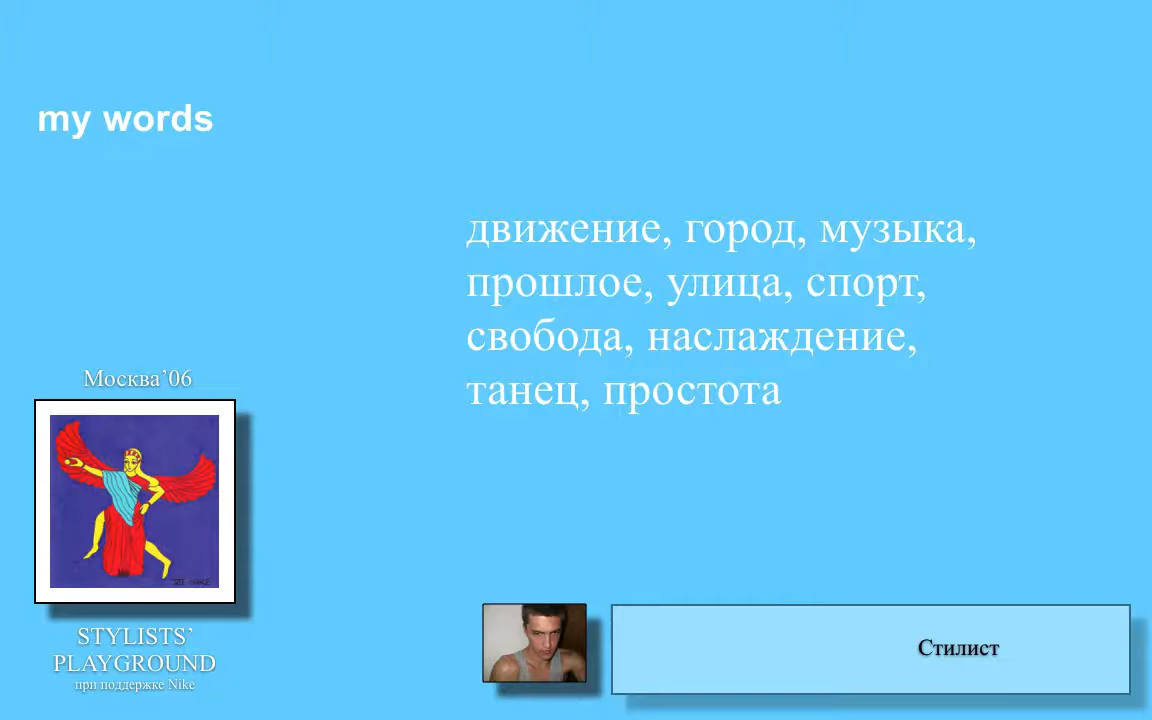 my words
движение, город, музыка,
прошлое, улица, спорт,
свобода, наслаждение,
танец, простота
Москва’06
STYLISTS’
PLAYGROUND
при поддержке Nike
Стилист